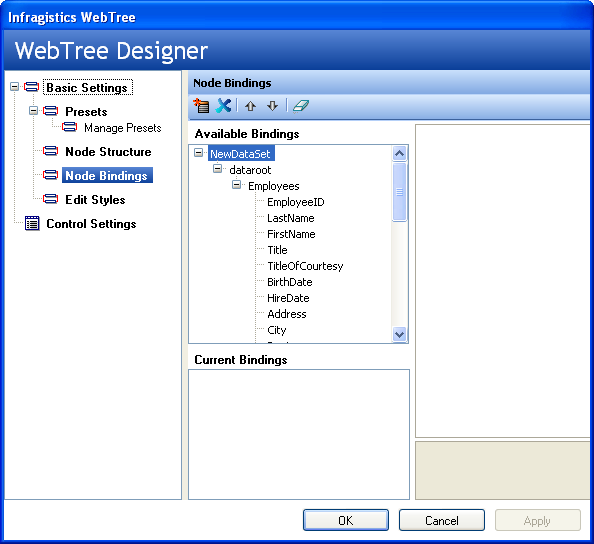 Infragistics WebTree
WebTree Designer
Basic Settings
Presets
Manage Presets
Node Structure
Node Bindings
Edit Styles
Control Settings
Node Bindings
Available Bindings
NewDataSet
dataroot
Employees
EmployeeID
LastName
FirstName
Title
TitleOfCourtesy
BirthDate
HireDate
Address
City
Current Bindings
OK
Cancel
Apply